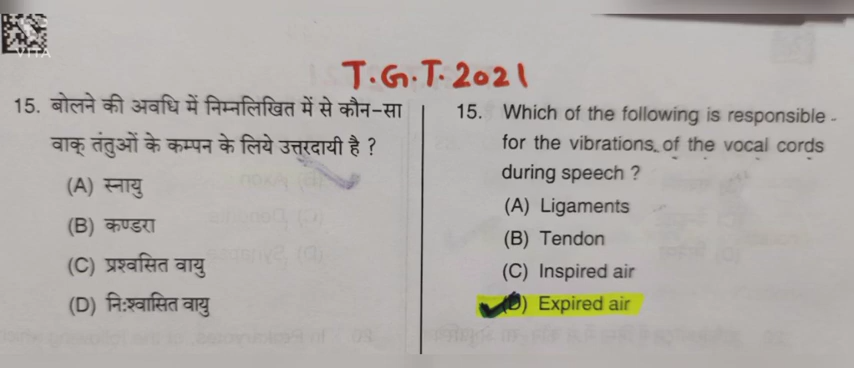 VITA
T.G.T. 2021
15. बोलने की अवधि में निम्नलिखित में से कौन-सा
वाक् तंतुओं के कम्पन के लिये उत्तरदायी है ?
(A) स्नायु
(B) कण्डरा
(C) प्रश्वसित वायु
(D) निःश्वासित वायु
15. Which of the following is responsible
for the vibrations of the vocal cords
during speech ?
(A) Ligaments
(B) Tendon
(C) Inspired air
(D) Expired air